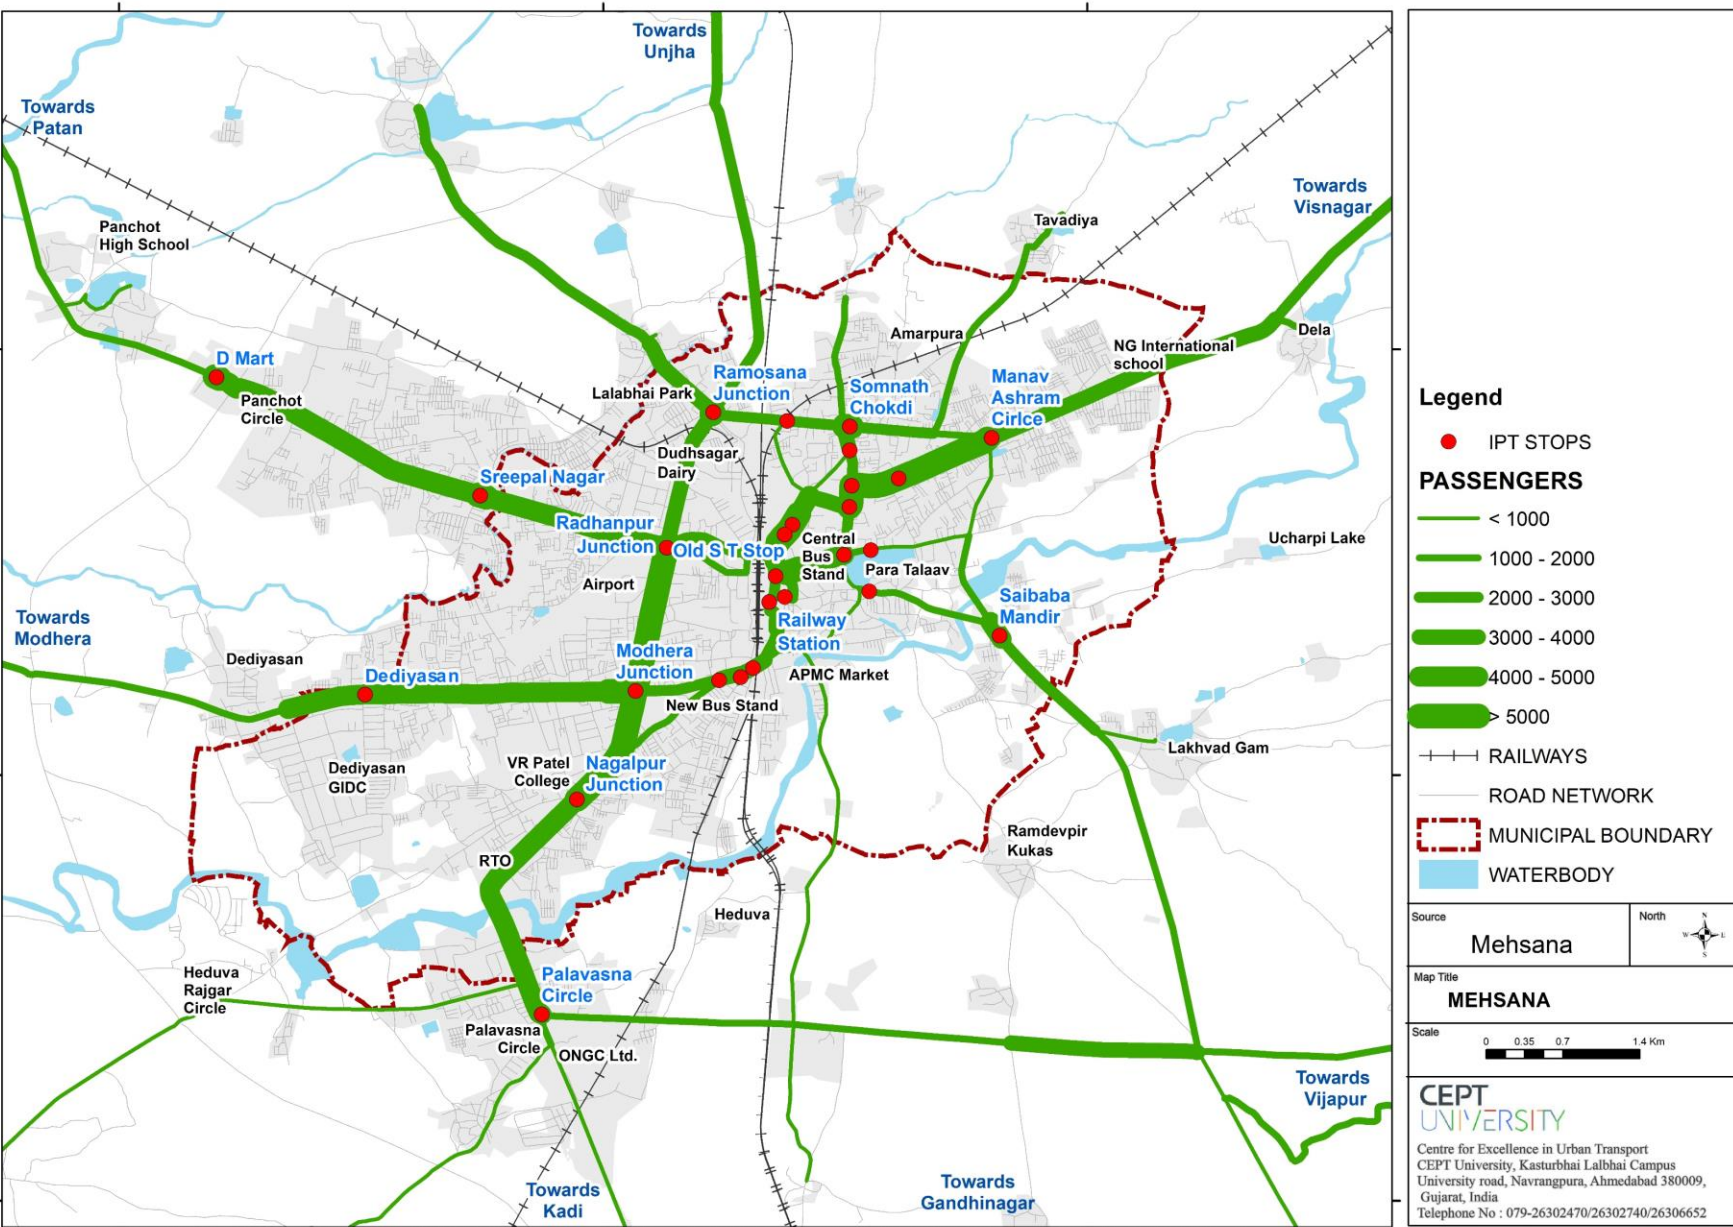 Towards
Unjha
Towards
Patan
Towards
Visnagar
Panchot
High School
Tavadiya
D Mart
Panchot
Circle
Lalabhai Park
Ramosana
Junction
Amarpura
Somnath
Chokdi
Manav
Ashram
Cirlce
NG International
school
Dela
Dudhsagar
Dairy
Sreepal Nagar
Radhanpur
Junction
Old S T Stop
Central
Bus
Stand
Para Talaav
Ucharpi Lake
Airport
Saibaba
Mandir
Towards
Modhera
Railway
Station
Dediyasan
Dediyasan
Modhera
Junction
APMC Market
New Bus Stand
Lakhvad Gam
Dediyasan
GIDC
VR Patel
College
Nagalpur
Junction
Ramdevpir
Kukas
RTO
Heduva
Heduva
Rajgar
Circle
Palavasna
Circle
Palavasna
Circle
ONGC Ltd.
Towards
Vijapur
Towards
Kadi
Towards
Gandhinagar
Legend
IPT STOPS
PASSENGERS
< 1000
1000 - 2000
2000 - 3000
3000 - 4000
4000 - 5000
> 5000
RAILWAYS
ROAD NETWORK
MUNICIPAL BOUNDARY
WATERBODY
Source
Mehsana
North
N
W E
S
Map Title
MEHSANA
Scale
0 0.35 0.7 1.4 Km
CEPT
UNIVERSITY
Centre for Excellence in Urban Transport
CEPT University, Kasturbhai Lalbhai Campus
University road, Navrangpura, Ahmedabad 380009,
Gujarat, India
Telephone No : 079-26302470/26302740/26306652